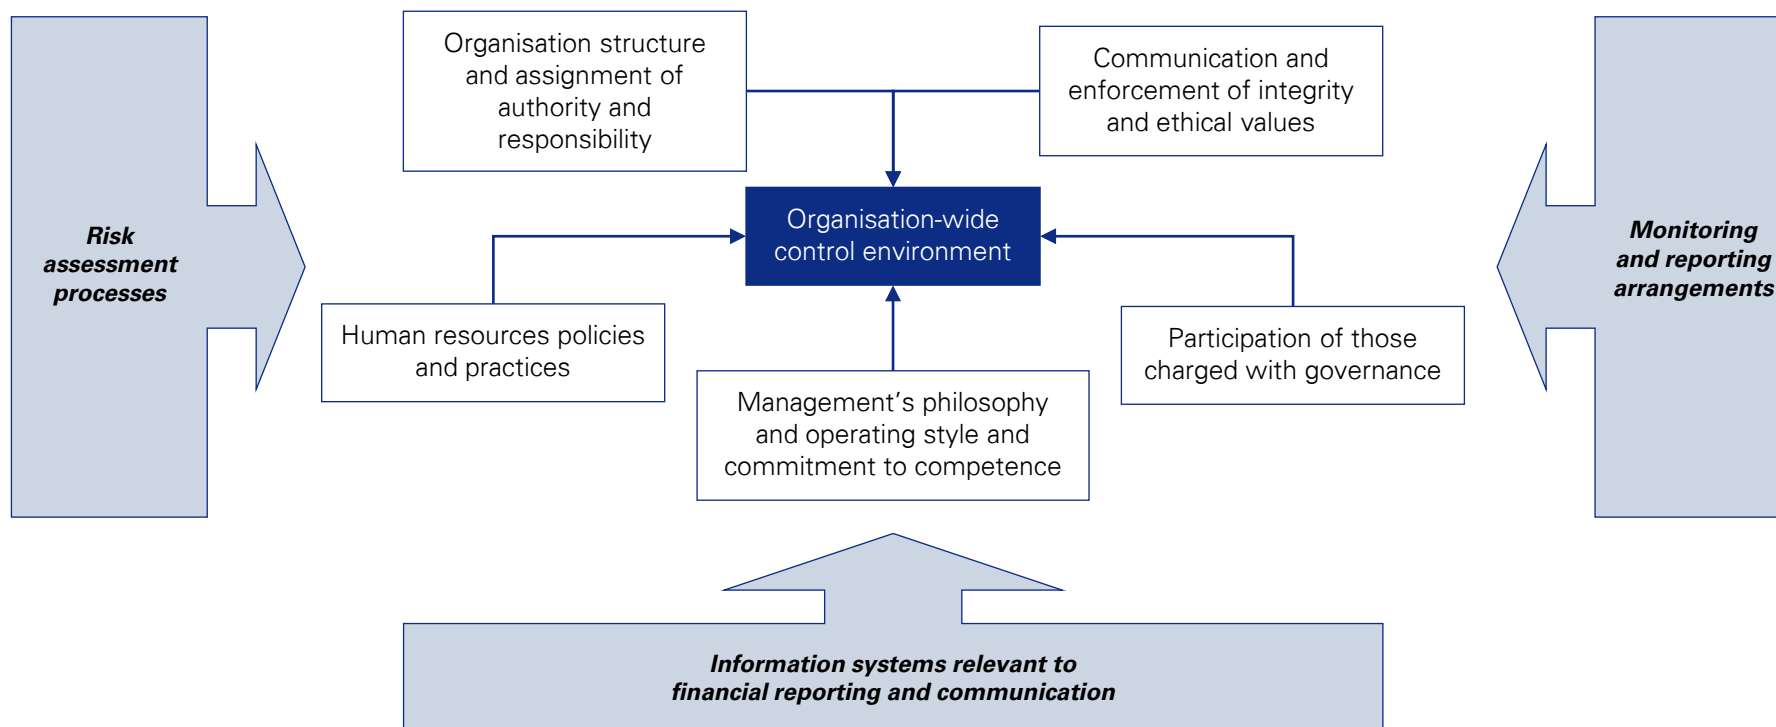 Organisation structure
and assignment of
authority and
responsibility
Communication and
enforcement of integrity
and ethical values
Risk
assessment
processes
Organisation-wide
control environment
Monitoring
and reporting
arrangements
Human resources policies
and practices
Participation of those
charged with governance
Management’s philosophy
and operating style and
commitment to competence
Information systems relevant to
financial reporting and communication